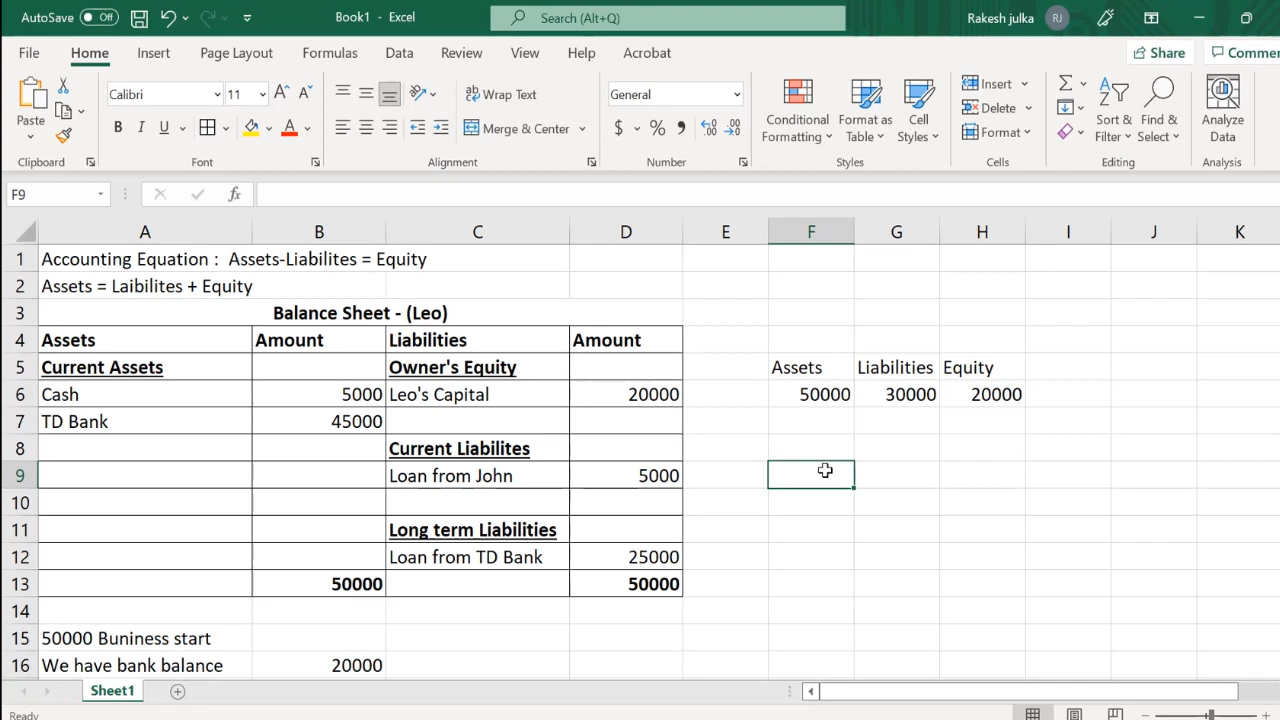 AutoSave Off Book1 - Excel Search (Alt+Q) Rakesh julka RJ
File Home Insert Page Layout Formulas Data Review View Help Acrobat Share Comme
Calibri 11 Wrap Text General Insert
Paste B I U Merge & Center $ % Conditional Formatting Format as Table Cell Styles Delete Format Sort & Filter Find & Select Analyze Data
Clipboard Font Alignment Number Styles Cells Editing Analysis
F9 fx
A B C D E F G H I J K
1 Accounting Equation : Assets-Liabilites = Equity
2 Assets = Laibilites + Equity
3 Balance Sheet - (Leo)
4 Assets Amount Liabilities Amount
5 Current Assets Owner's Equity Assets Liabilities Equity
6 Cash 5000 Leo's Capital 20000 50000 30000 20000
7 TD Bank 45000
8 Current Liabilites
9 Loan from John 5000
10
11 Long term Liabilities
12 Loan from TD Bank 25000
13 50000 50000
14
15 50000 Buniness start
16 We have bank balance 20000
Sheet1
Ready